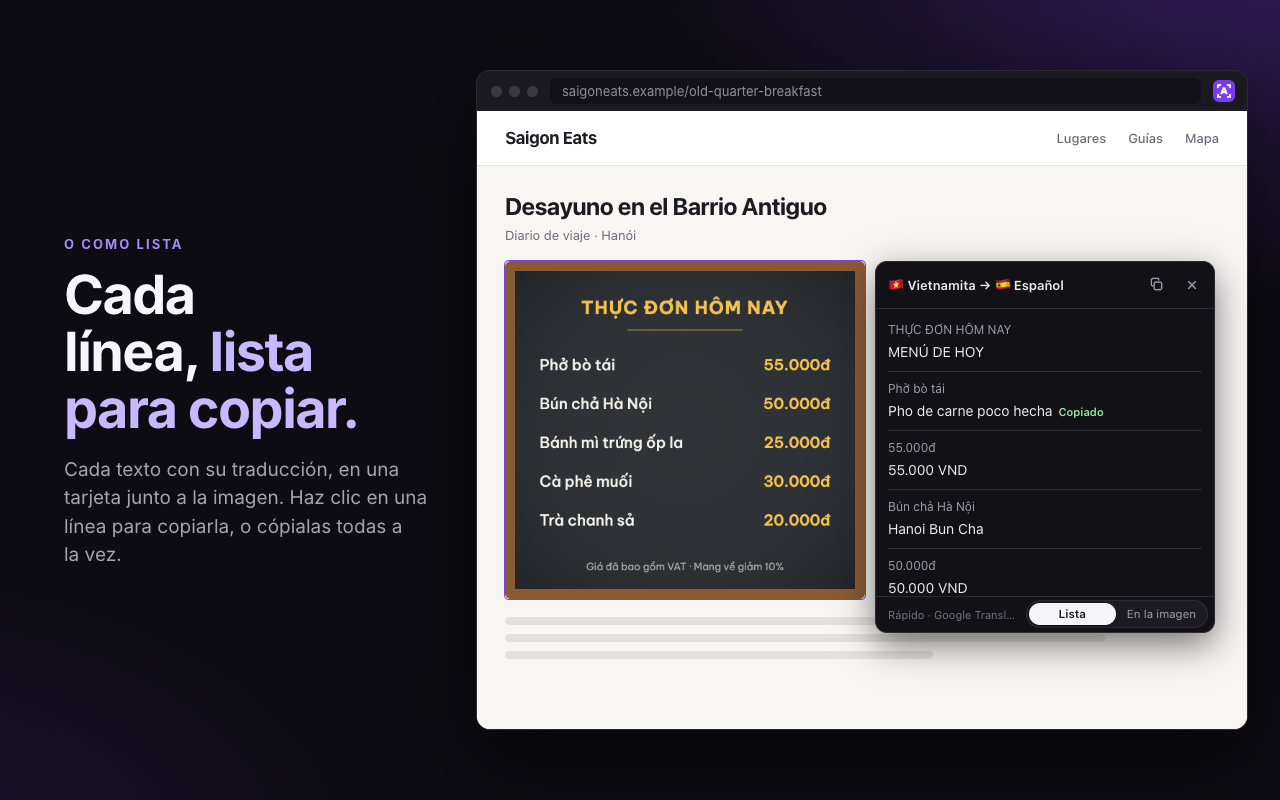 O COMO LISTA
Cada
línea, lista
para copiar.
Cada texto con su traducción, en una
tarjeta junto a la imagen. Haz clic en una
línea para copiarla, o cópialas todas a
la vez.
saigoneats.example/old-quarter-breakfast
Saigon Eats
Lugares Guías Mapa
Desayuno en el Barrio Antiguo
Diario de viaje · Hanói
THỰC ĐƠN HÔM NAY
Phở bò tái 55.000đ
Bún chả Hà Nội 50.000đ
Bánh mì trứng ốp la 25.000đ
Cà phê muối 30.000đ
Trà chanh sả 20.000đ
Giá đã bao gồm VAT · Mang về giảm 10%
Vietnamita → Español
THỰC ĐƠN HÔM NAY
MENÚ DE HOY
Phở bò tái
Pho de carne poco hecha Copiado
55.000đ
55.000 VND
Bún chả Hà Nội
Hanoi Bun Cha
50.000đ
50.000 VND
Rápido · Google Transl... Lista En la imagen